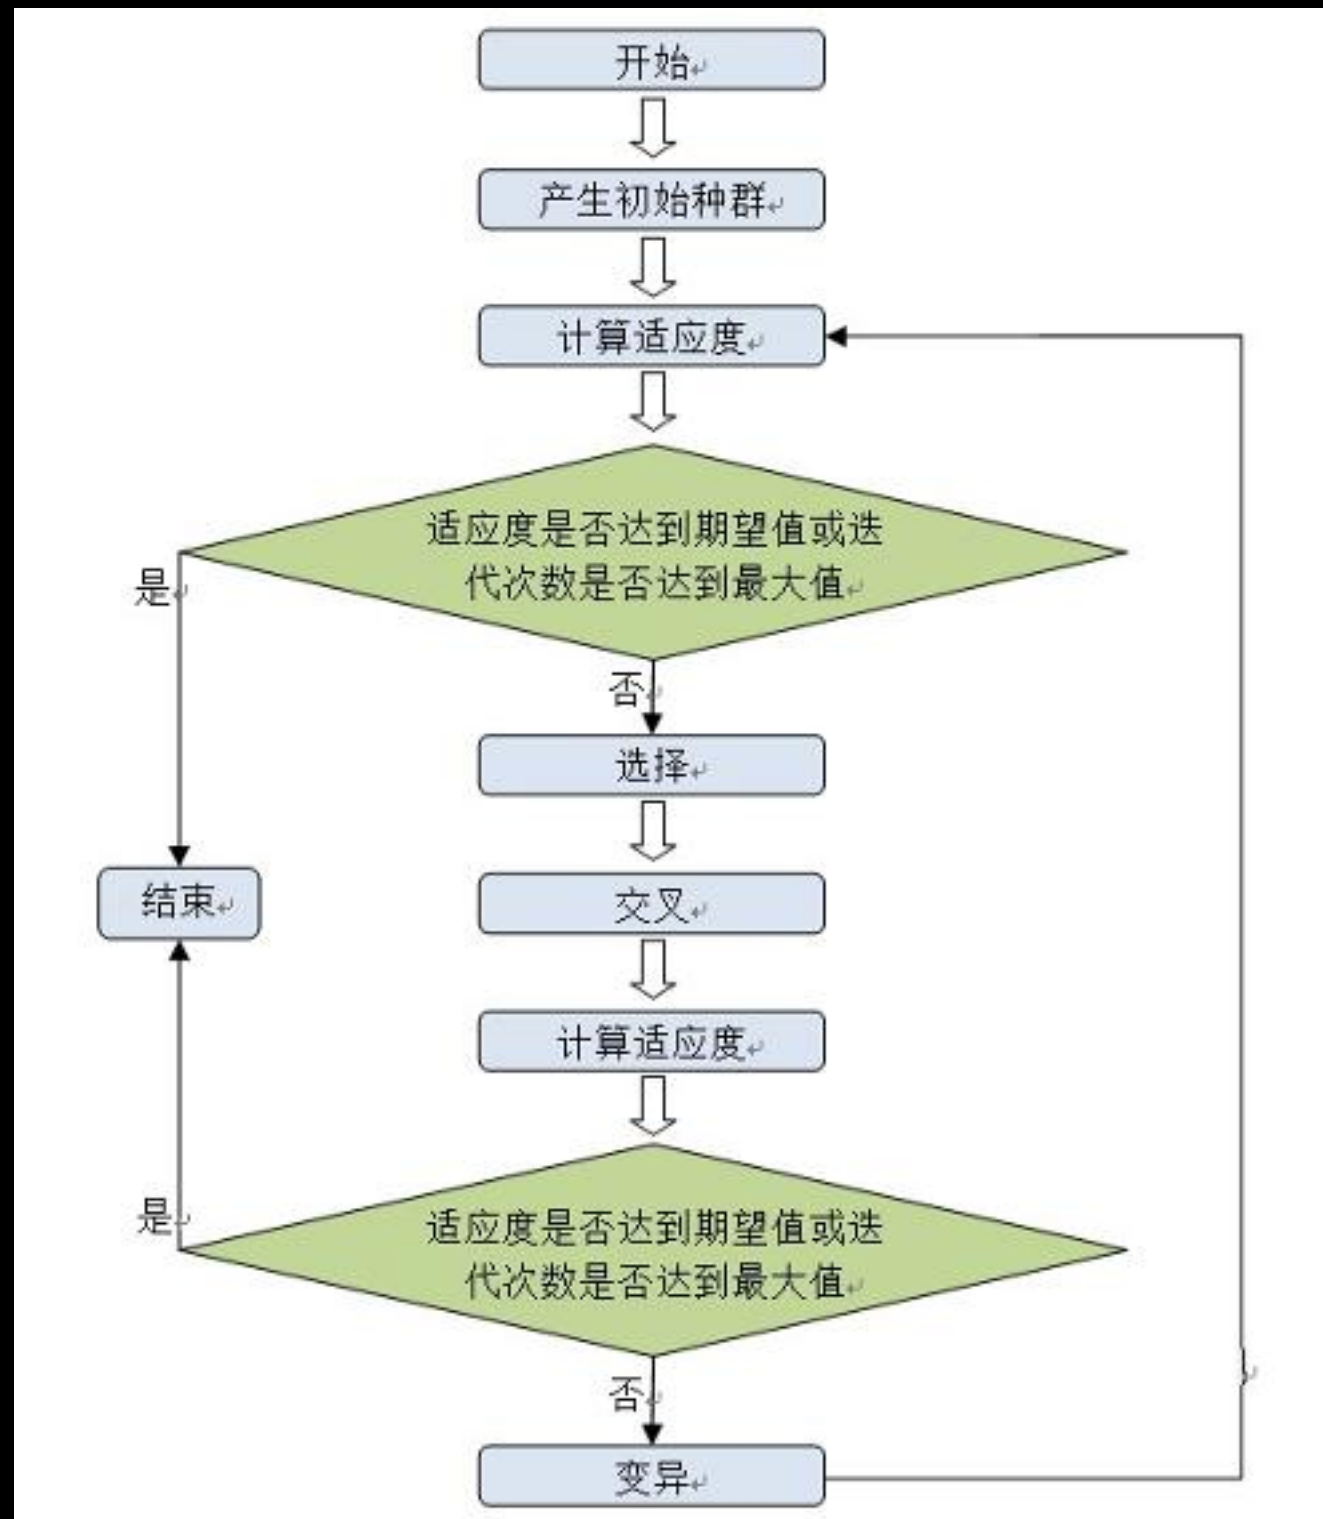 开始
产生初始种群
计算适应度
适应度是否达到期望值或迭
代次数是否达到最大值
是
否
选择
结束
交叉
计算适应度
适应度是否达到期望值或迭
代次数是否达到最大值
是
否
变异